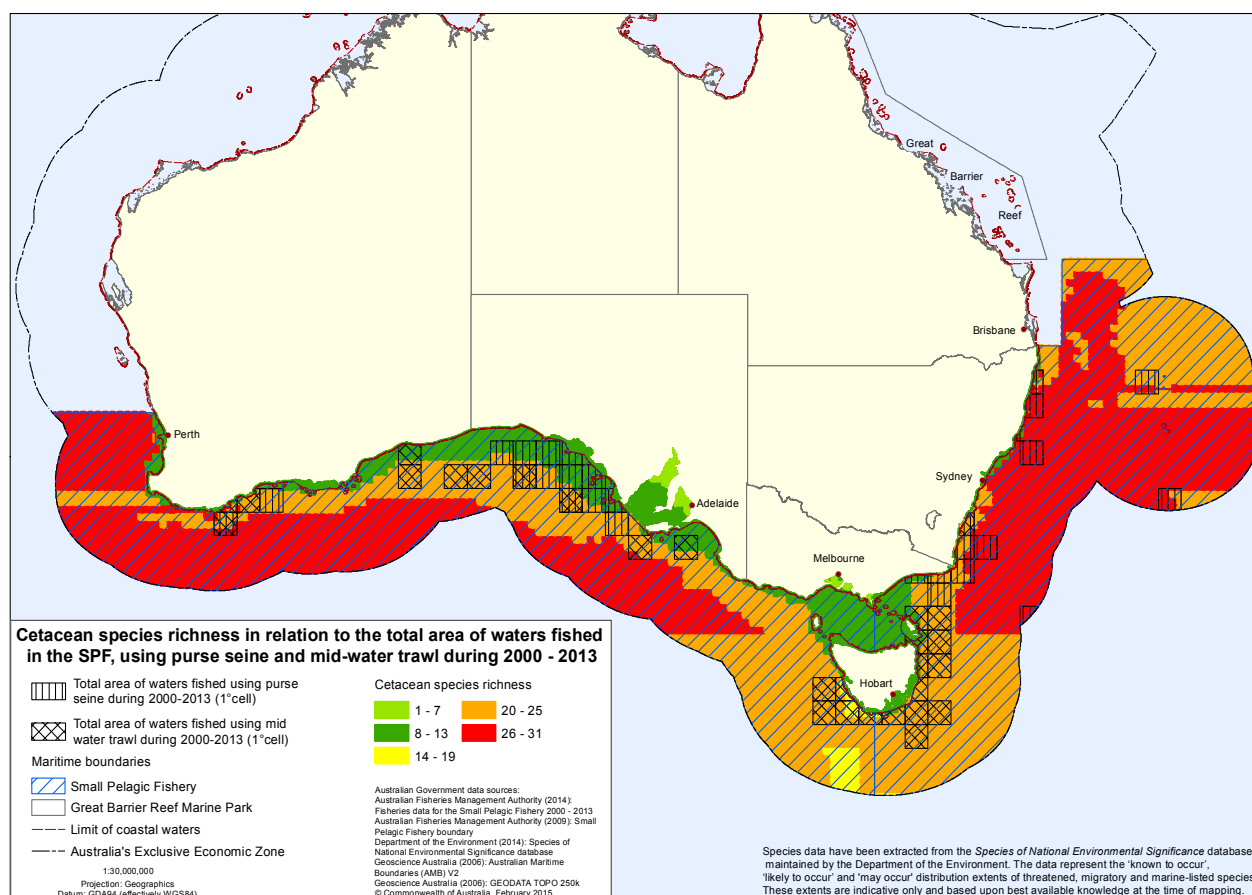 Great
Barrier
Reef
Brisbane
Perth
Sydney
Adelaide
Melbourne
Hobart
Cetacean species richness in relation to the total area of waters fished
in the SPF, using purse seine and mid-water trawl during 2000 - 2013
Total area of waters fished using purse
seine during 2000-2013 (1°cell)
Total area of waters fished using mid
water trawl during 2000-2013 (1°cell)
Maritime boundaries
Small Pelagic Fishery
Great Barrier Reef Marine Park
Limit of coastal waters
Australia's Exclusive Economic Zone
1:30,000,000
Projection: Geographics
Datum: GDA94 (effectively WGS84)
Cetacean species richness
1 - 7
8 - 13
14 - 19
20 - 25
26 - 31
Australian Government data sources:
Australian Fisheries Management Authority (2014):
Fisheries data for the Small Pelagic Fishery 2000 - 2013
Australian Fisheries Management Authority (2009): Small
Pelagic Fishery boundary
Department of the Environment (2014): Species of
National Environmental Significance database
Geoscience Australia (2006): Australian Maritime
Boundaries (AMB) V2
Geoscience Australia (2006): GEODATA TOPO 250k
© Commonwealth of Australia, February 2015
Species data have been extracted from the Species of National Environmental Significance database
maintained by the Department of the Environment. The data represent the 'known to occur',
'likely to occur' and 'may occur' distribution extents of threatened, migratory and marine-listed species
These extents are indicative only and based upon best available knowledge at the time of mapping.